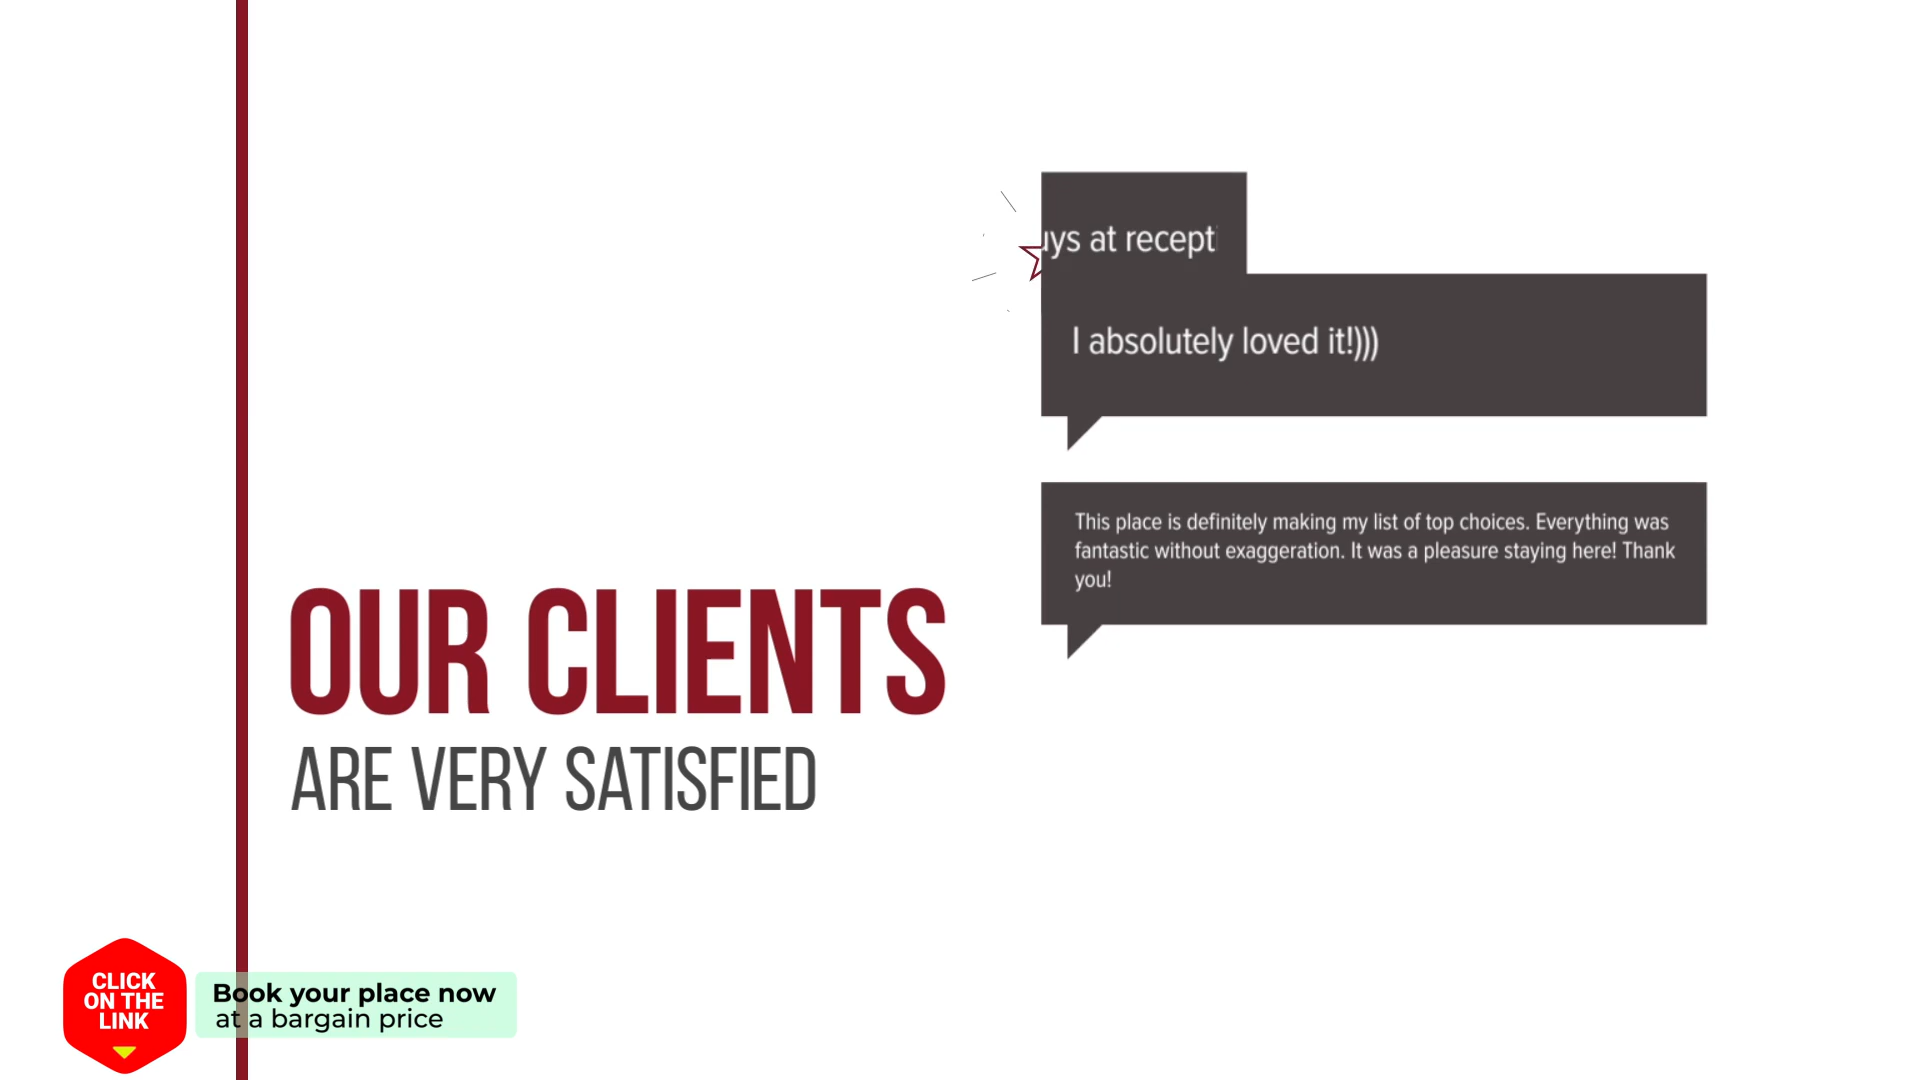 at recept
I absolutely loved it!)))
This place is definitely making my list of top choices. Everything was
fantastic without exaggeration. It was a pleasure staying here! Thank
you!
OUR CLIENTS
ARE VERY SATISFIED
CLICK
ON THE
LINK
Book your place now
at a bargain price